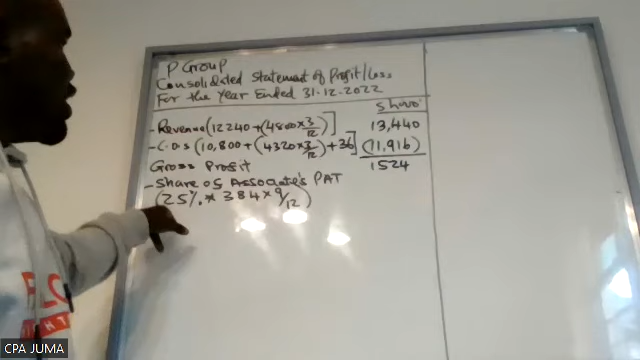 P Group
Consolidated Statement of Profit/Loss
For the Year Ended 31-12-2022
sh000'
- Revenue (12240 + (4800 x 3/12)] 13,440
- C.O.S (10,800 + (4320 x 3/12) + 36] (11,916)
Gross Profit 1524
- Share of Associate's PAT
(25% * 384 x 9/12)
CPA JUMA